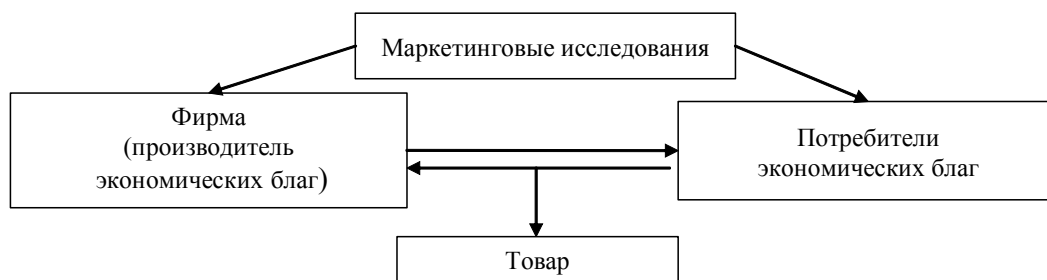 Маркетинговые исследования
Фирма
(производитель
экономических благ)
Потребители
экономических благ
Товар